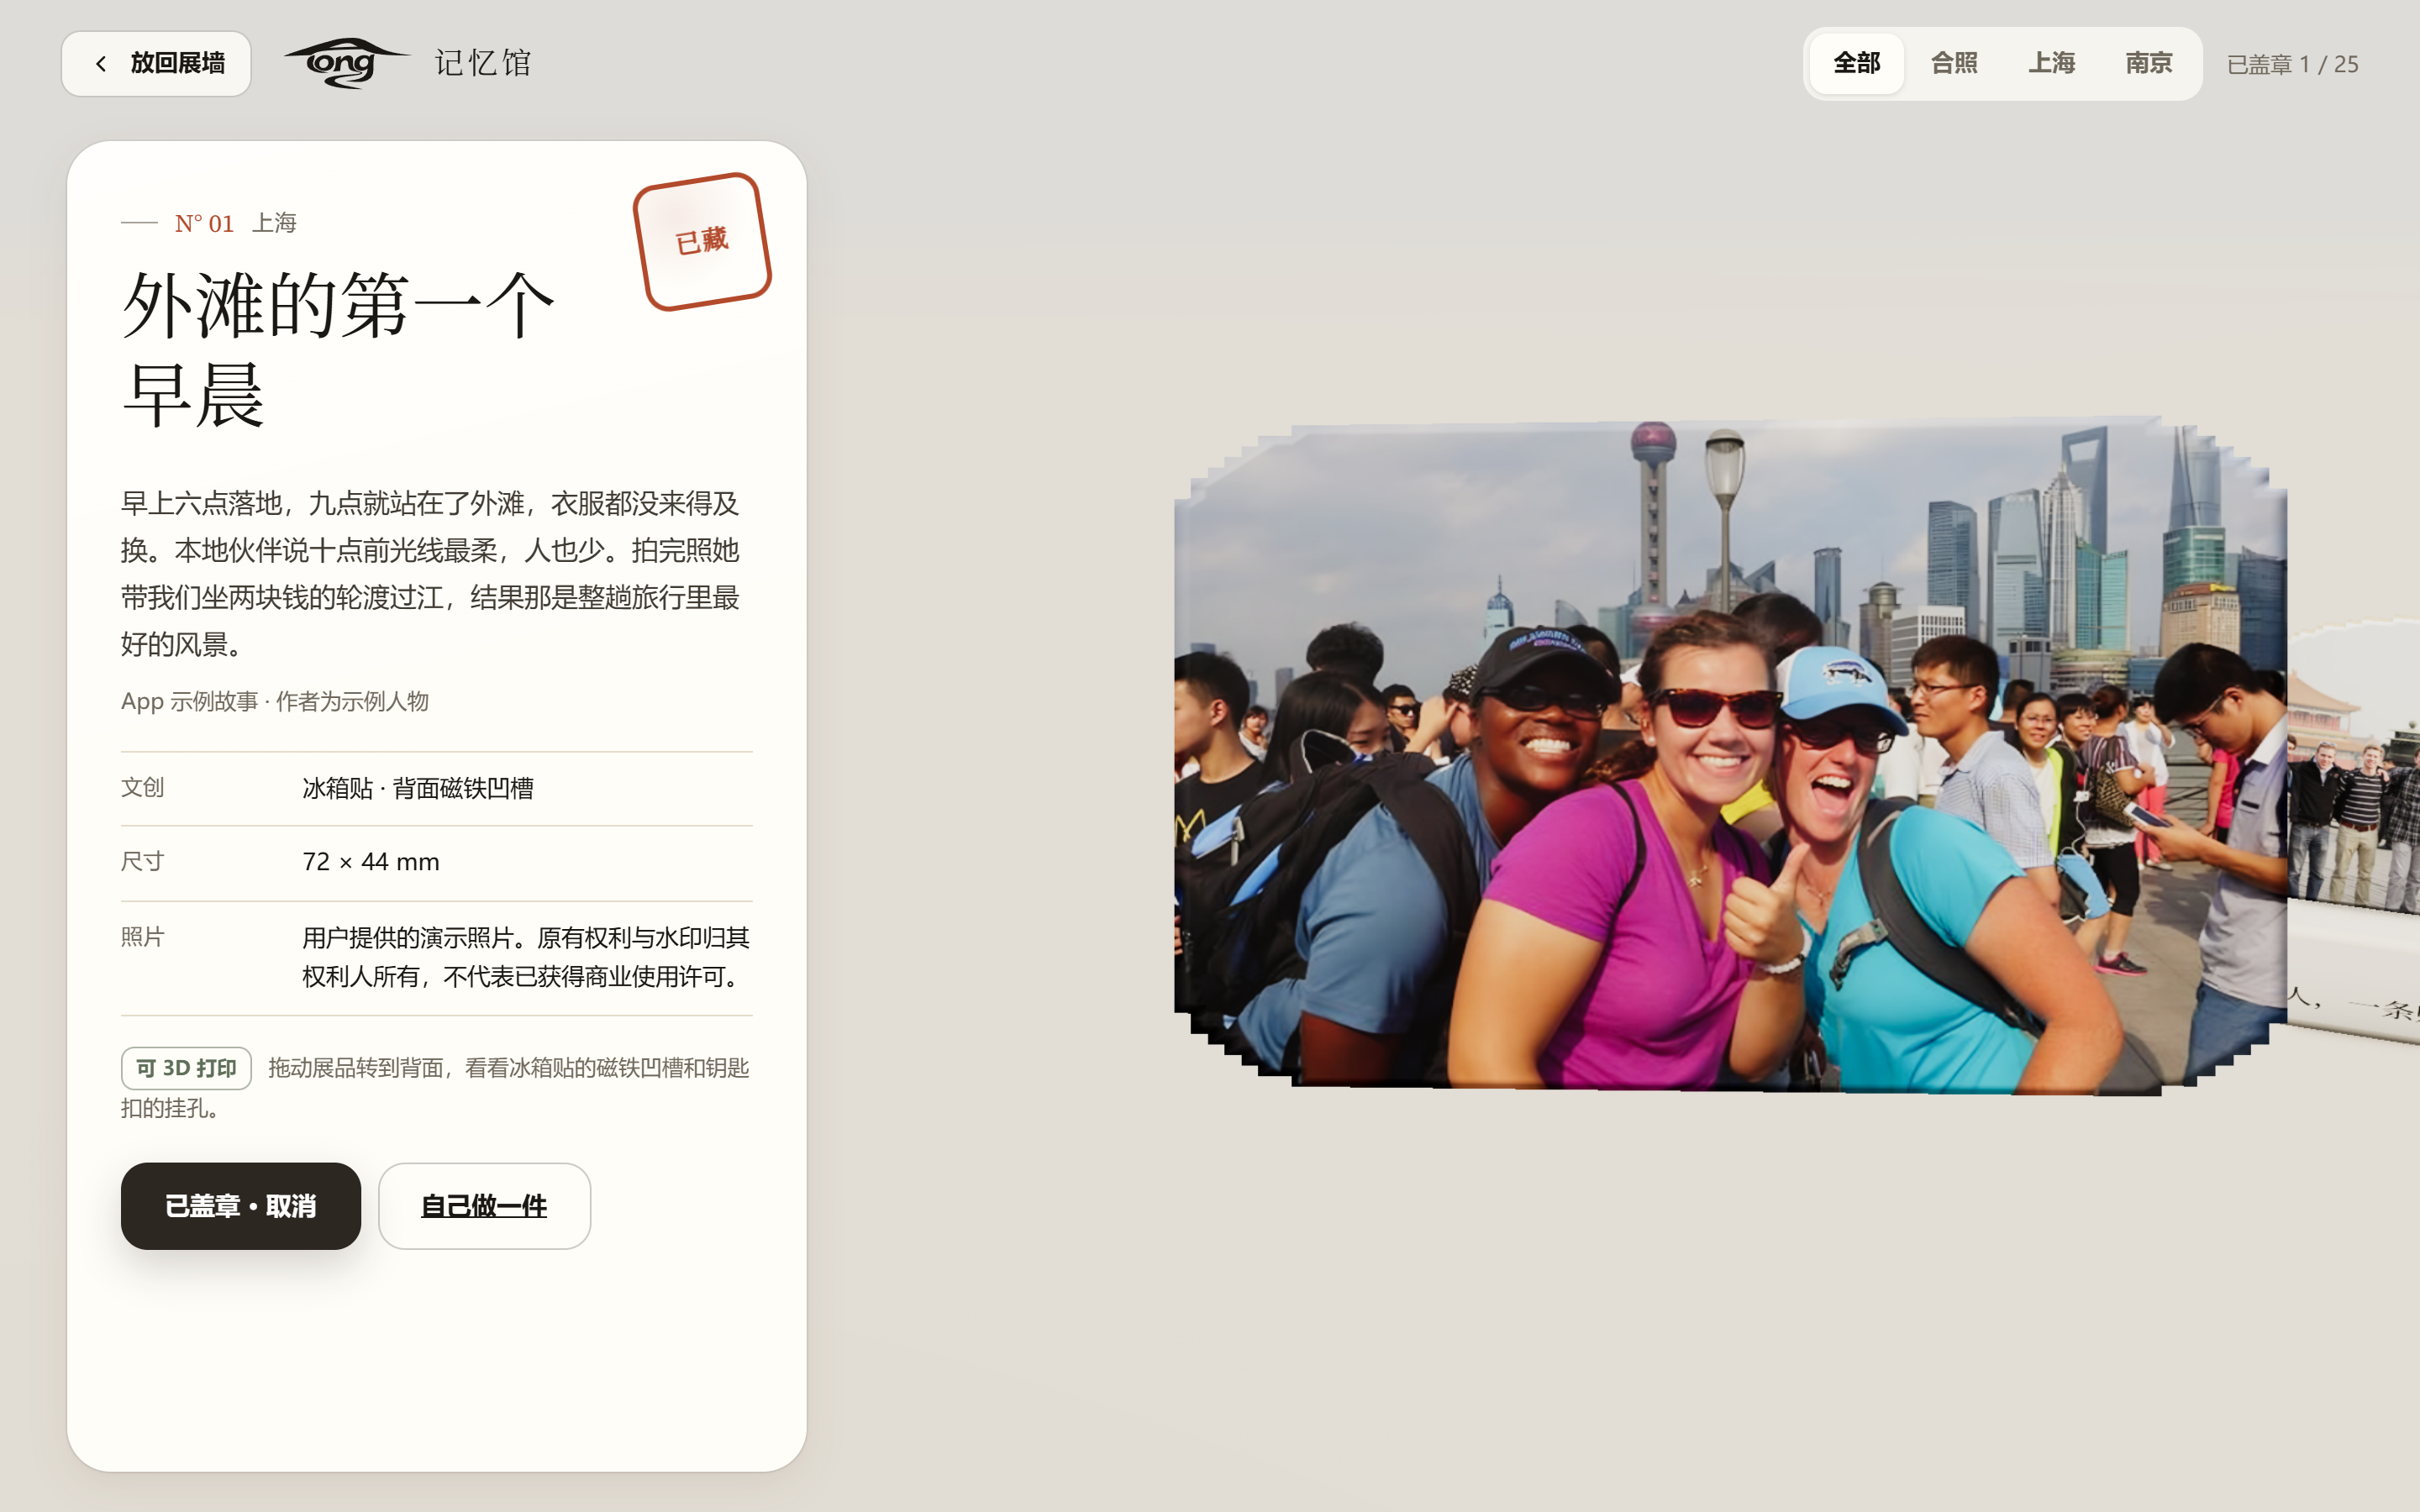 放回展墙
Tong
记忆馆
全部
合照
上海
南京
已盖章 1 / 25
N° 01 上海
已藏
外滩的第一个
早晨
早上六点落地，九点就站在了外滩，衣服都没来得及
换。本地伙伴说十点前光线最柔，人也少。拍完照她
带我们坐两块钱的轮渡过江，结果那是整趟旅行里最
好的风景。
App 示例故事 · 作者为示例人物
文创
冰箱贴 · 背面磁铁凹槽
尺寸
72 × 44 mm
照片
用户提供的演示照片。原有权利与水印归其
权利人所有，不代表已获得商业使用许可。
可 3D 打印 拖动展品转到背面，看看冰箱贴的磁铁凹槽和钥匙
扣的挂孔。
已盖章 · 取消
自己做一件
人，一条